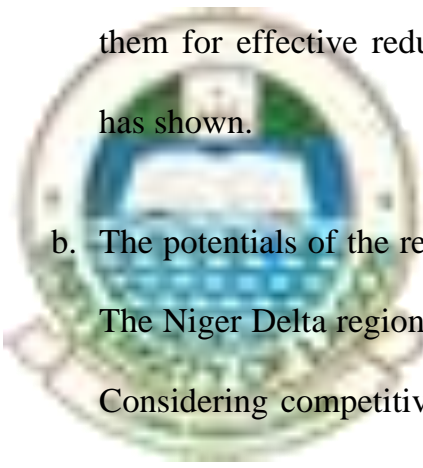 them for effective redu
has shown.
b. The potentials of the re
The Niger Delta region
Considering competitiv